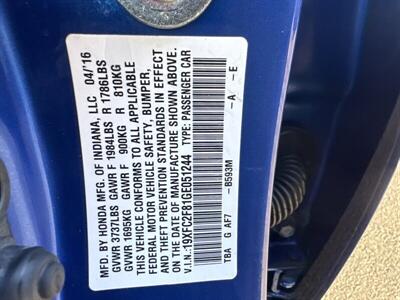 MFD. BY HONDA MFG. OF INDIANA, LLC 04/'16
GVWR 3737LBS GAWR F 1984LBS R 1786LBS
GVWR 1695KG GAWR F 900KG R 810KG
THIS VEHICLE CONFORMS TO ALL APPLICABLE
FEDERAL MOTOR VEHICLE SAFETY, BUMPER,
AND THEFT PREVENTION STANDARDS IN EFFECT
ON THE DATE OF MANUFACTURE SHOWN ABOVE.
V.I.N.:19XFC2F81GE051244 TYPE: PASSENGER CAR
-B593M -A -E
TBA G AF7